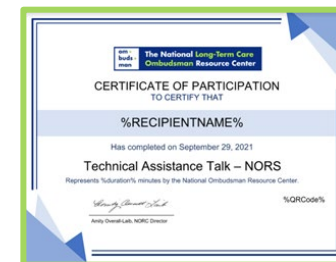 om ·
buds ·
man
The National Long-Term Care
Ombudsman Resource Center
CERTIFICATE OF PARTICIPATION
TO CERTIFY THAT
%RECIPIENTNAME%
Has completed on September 29, 2021
Technical Assistance Talk – NORS
Represents %duration% minutes by the National Ombudsman Resource Center.
%QRCode%
Amity Overall-Laib, NORC Director